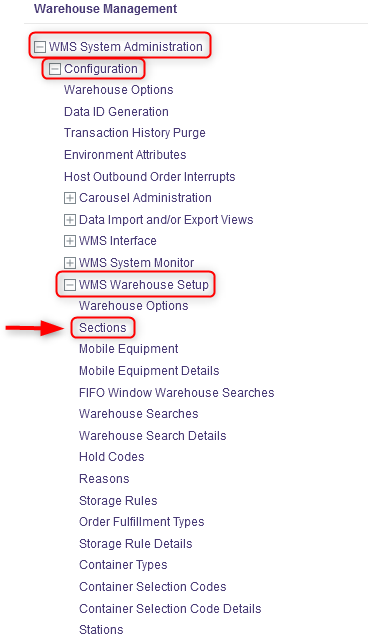 Warehouse Management
WMS System Administration
Configuration
Warehouse Options
Data ID Generation
Transaction History Purge
Environment Attributes
Host Outbound Order Interrupts
Carousel Administration
Data Import and/or Export Views
WMS Interface
WMS System Monitor
WMS Warehouse Setup
Warehouse Options
Sections
Mobile Equipment
Mobile Equipment Details
FIFO Window Warehouse Searches
Warehouse Searches
Warehouse Search Details
Hold Codes
Reasons
Storage Rules
Order Fulfillment Types
Storage Rule Details
Container Types
Container Selection Codes
Container Selection Code Details
Stations